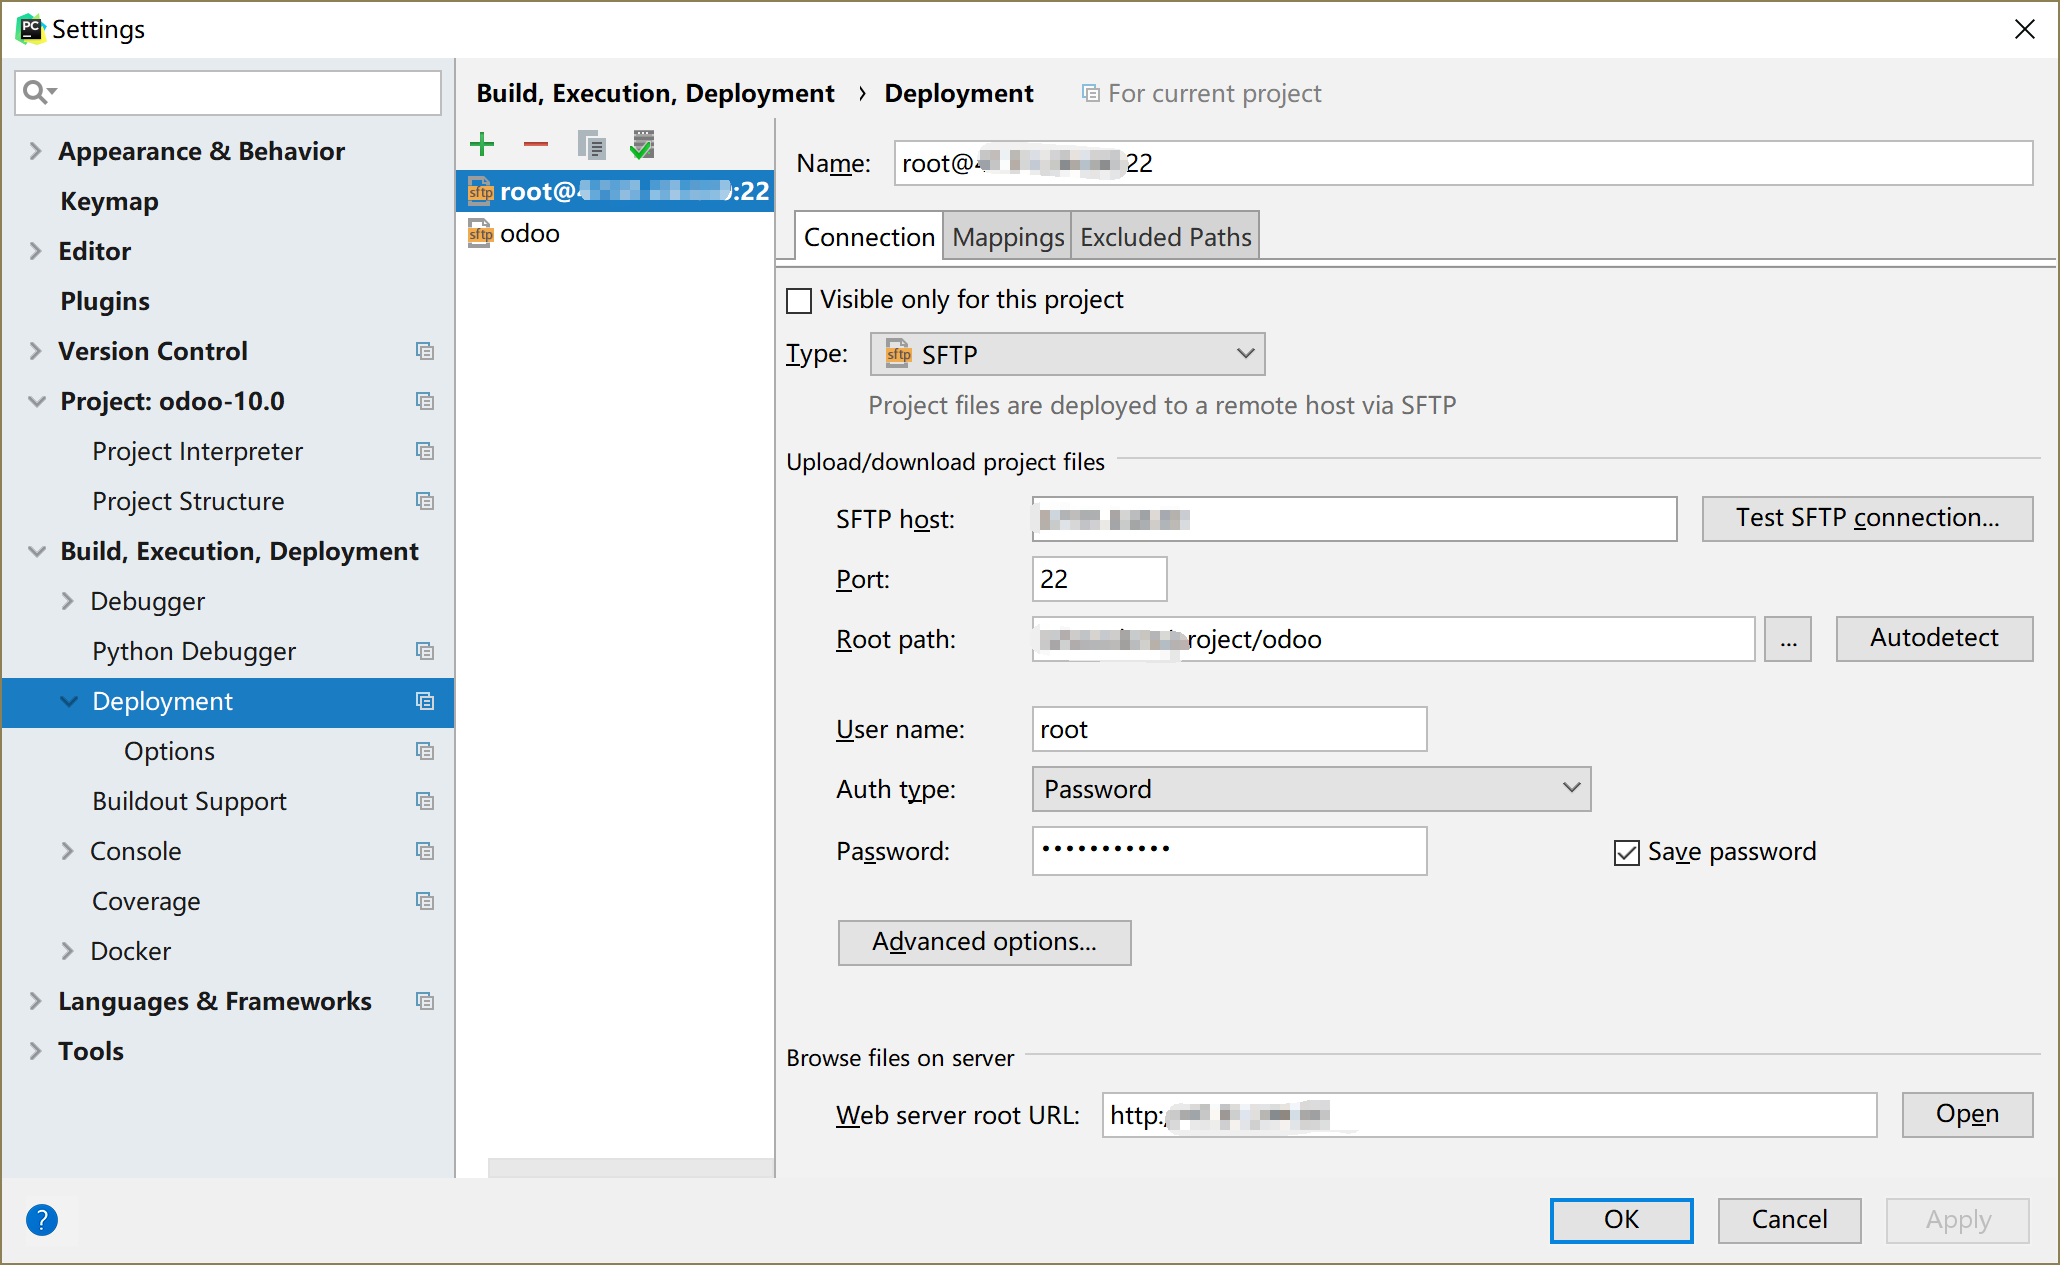 PC
Settings
Appearance & Behavior
Keymap
Editor
Plugins
Version Control
Project: odoo-10.0
Project Interpreter
Project Structure
Build, Execution, Deployment
Debugger
Python Debugger
Deployment
Options
Buildout Support
Console
Coverage
Docker
Languages & Frameworks
Tools
Build, Execution, Deployment › Deployment For current project
sftp root@ :22
sftp odoo
Name: root@ 22
Connection Mappings Excluded Paths
Visible only for this project
Type: sftp SFTP
Project files are deployed to a remote host via SFTP
Upload/download project files
SFTP host: Test SFTP connection...
Port: 22
Root path: roject/odoo ... Autodetect
User name: root
Auth type: Password
Password: ••••••••••• Save password
Advanced options...
Browse files on server
Web server root URL: http: Open
? OK Cancel Apply